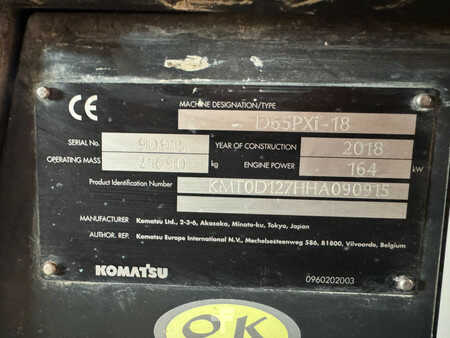 CE
MACHINE DESIGNATION/TYPE
D65PXi-18
SERIAL No. 90915 YEAR OF CONSTRUCTION 2018
OPERATING MASS kg ENGINE POWER 164 kW
Product Identification Number KMT0D127HHA090915
MANUFACTURER Komatsu Ltd., 2-3-6, Akasaka, Minato-ku, Tokyo, Japan
AUTHOR. REP. Komatsu Europe International N.V., Mechelsesteenweg 586, B1800, Vilvoorde, Belgium
KOMATSU 0960202003
OK